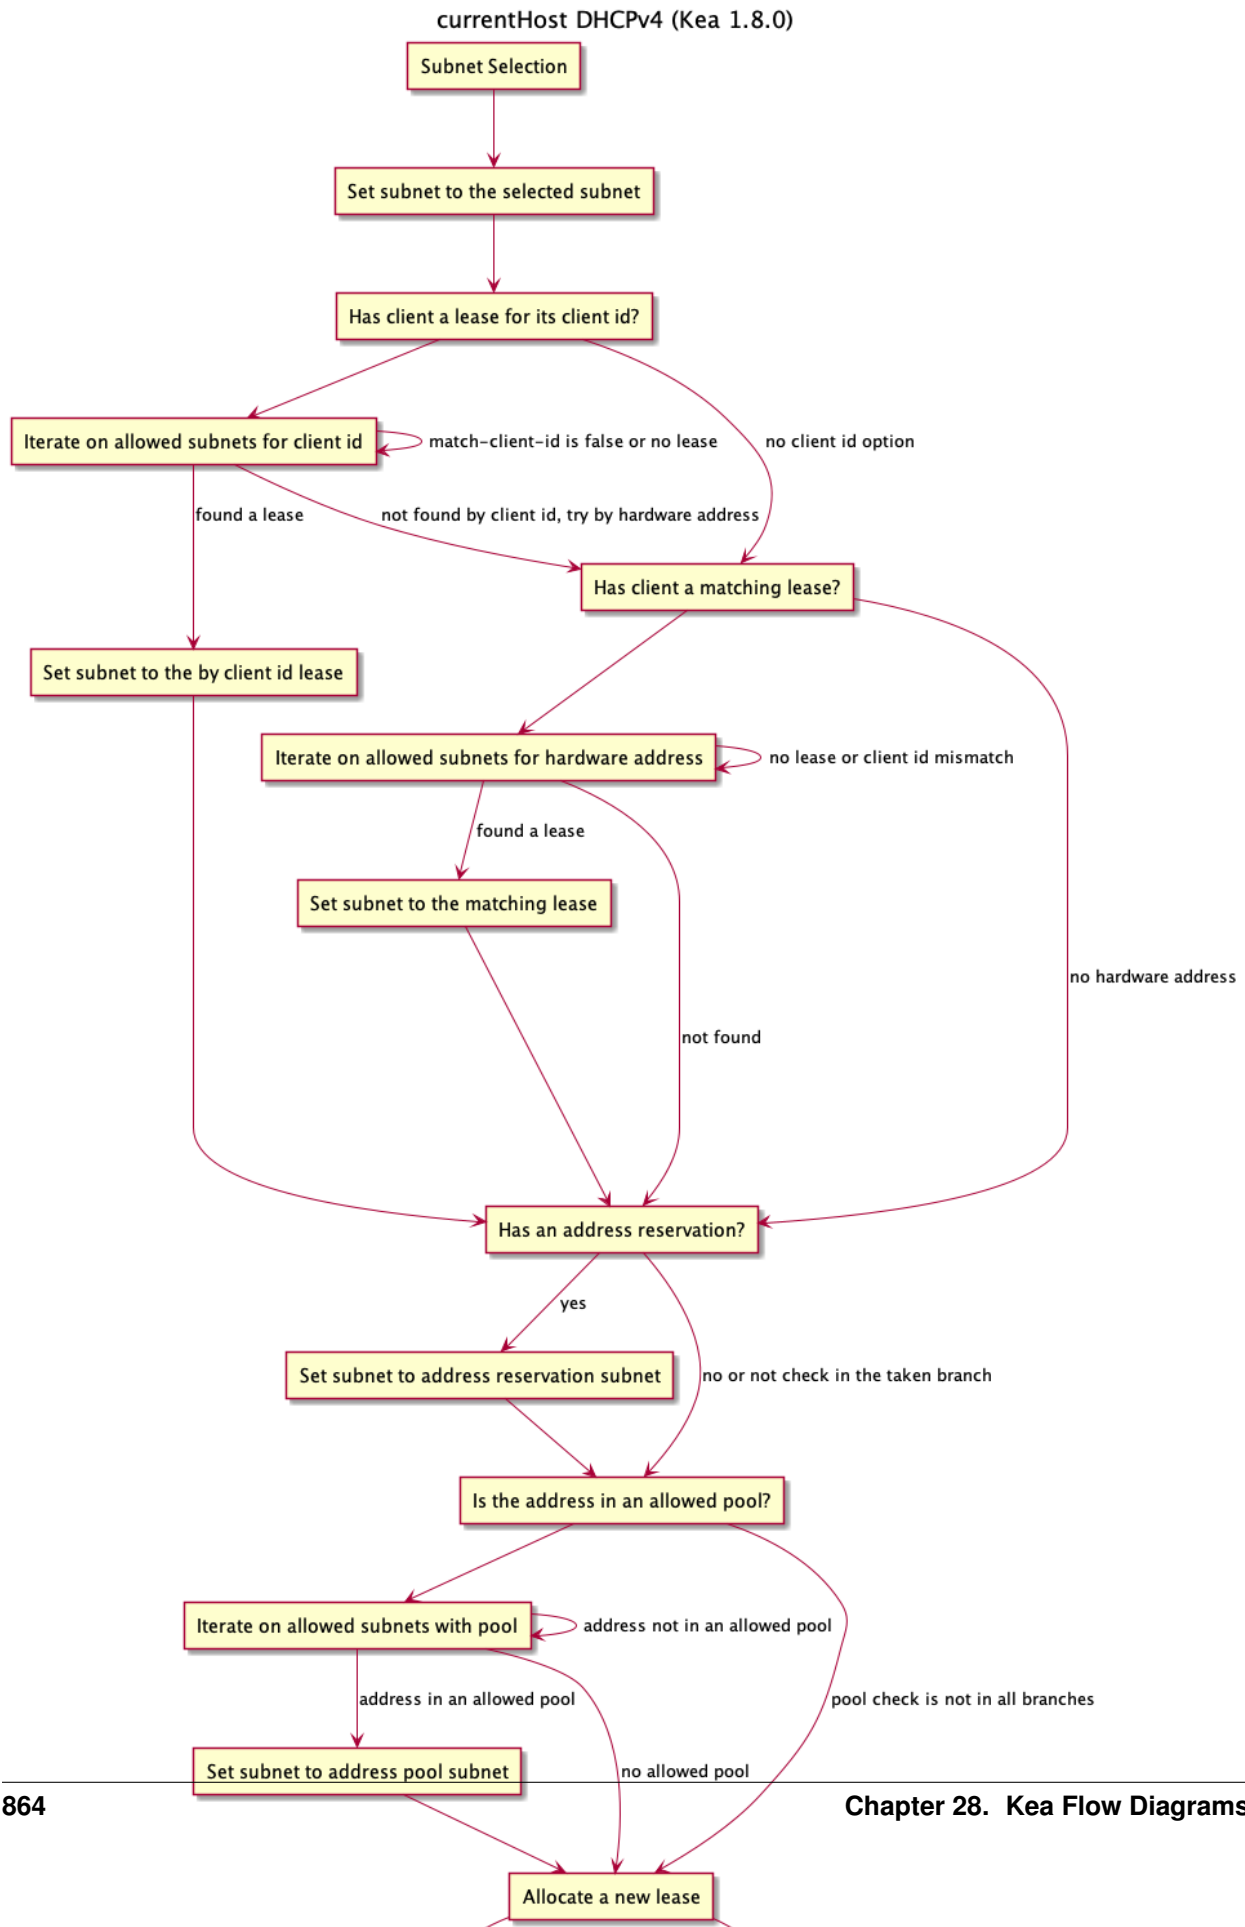 currentHost DHCPv4 (Kea 1.8.0)
Subnet Selection
Set subnet to the selected subnet
Has client a lease for its client id?
Iterate on allowed subnets for client id
match-client-id is false or no lease
no client id option
found a lease
not found by client id, try by hardware address
Has client a matching lease?
Set subnet to the by client id lease
Iterate on allowed subnets for hardware address
no lease or client id mismatch
found a lease
Set subnet to the matching lease
no hardware address
not found
Has an address reservation?
yes
Set subnet to address reservation subnet
no or not check in the taken branch
Is the address in an allowed pool?
Iterate on allowed subnets with pool
address not in an allowed pool
address in an allowed pool
pool check is not in all branches
Set subnet to address pool subnet
no allowed pool
864
Chapter 28. Kea Flow Diagrams
Allocate a new lease